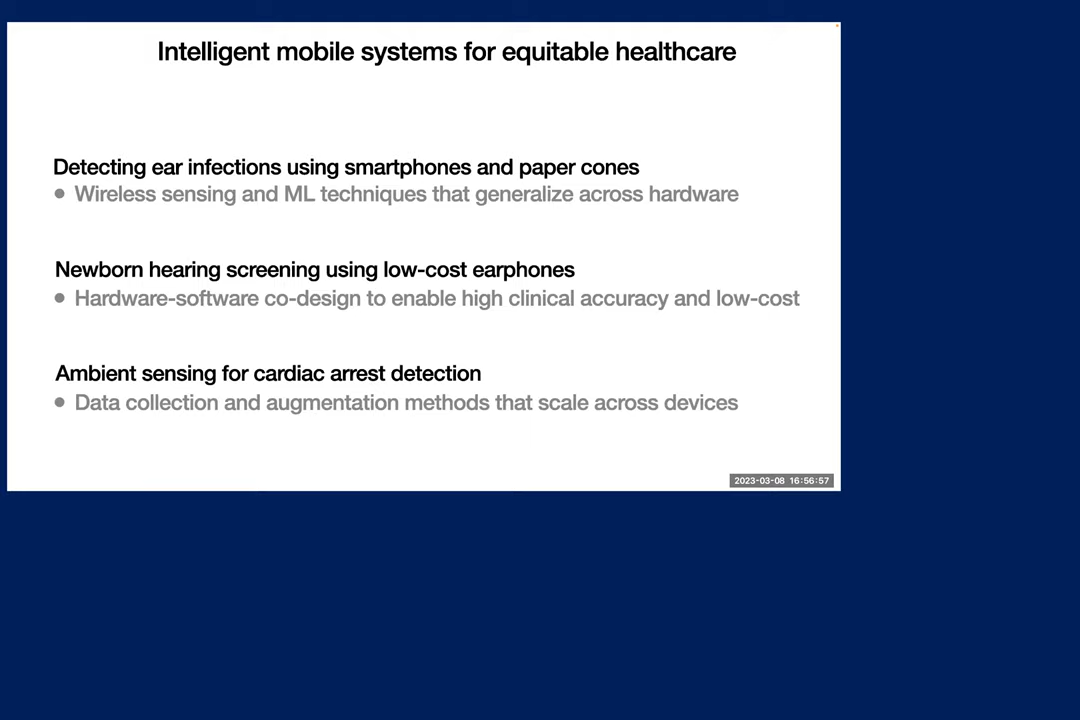 Intelligent mobile systems for equitable healthcare
Detecting ear infections using smartphones and paper cones
• Wireless sensing and ML techniques that generalize across hardware
Newborn hearing screening using low-cost earphones
• Hardware-software co-design to enable high clinical accuracy and low-cost
Ambient sensing for cardiac arrest detection
• Data collection and augmentation methods that scale across devices
2023-03-08 16:56:57